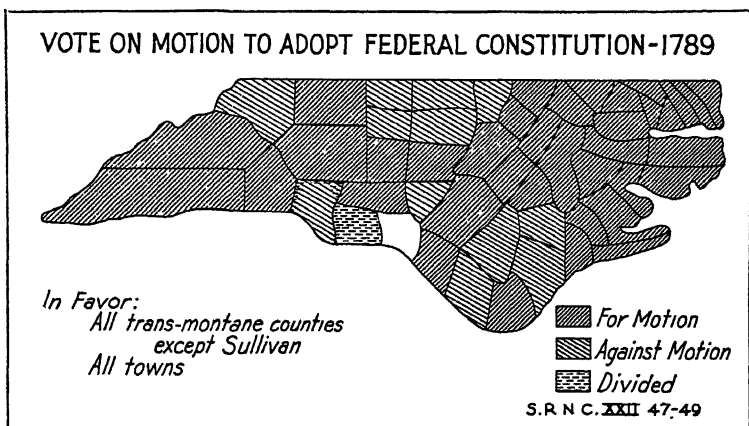 VOTE ON MOTION TO ADOPT FEDERAL CONSTITUTION-1789
In Favor:
All trans-montane counties
except Sullivan
All towns
For Motion
Against Motion
Divided
S.R N C. XXII 47-49